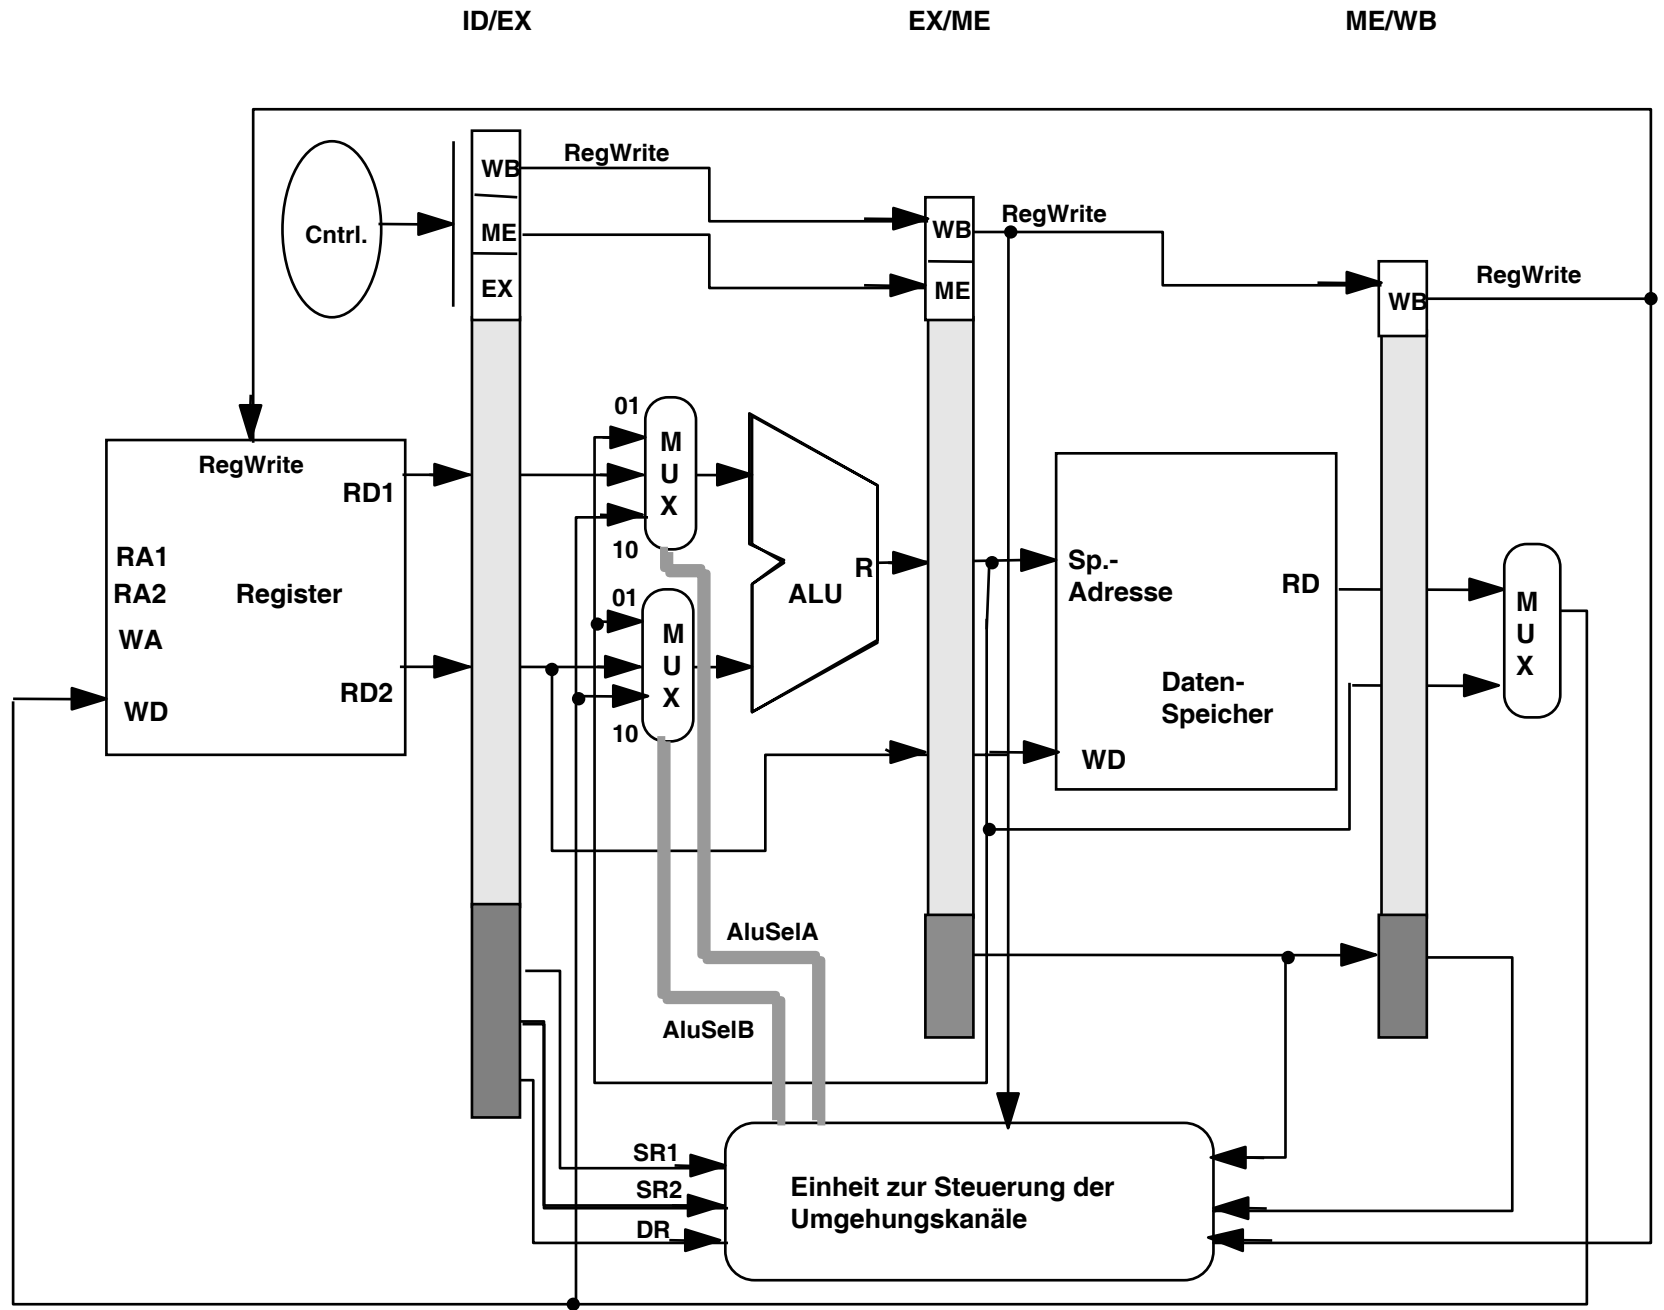 ID/EX
EX/ME
ME/WB
WB
RegWrite
Cntrl.
ME
EX
WB
RegWrite
ME
WB
RegWrite
RegWrite
RD1
RA1
RA2
Register
WA
RD2
WD
01
M
U
X
10
01
M
U
X
10
R
ALU
Sp.-
Adresse
RD
Daten-
Speicher
WD
M
U
X
AluSelA
AluSelB
SR1
SR2
DR
Einheit zur Steuerung der
Umgehungskanäle